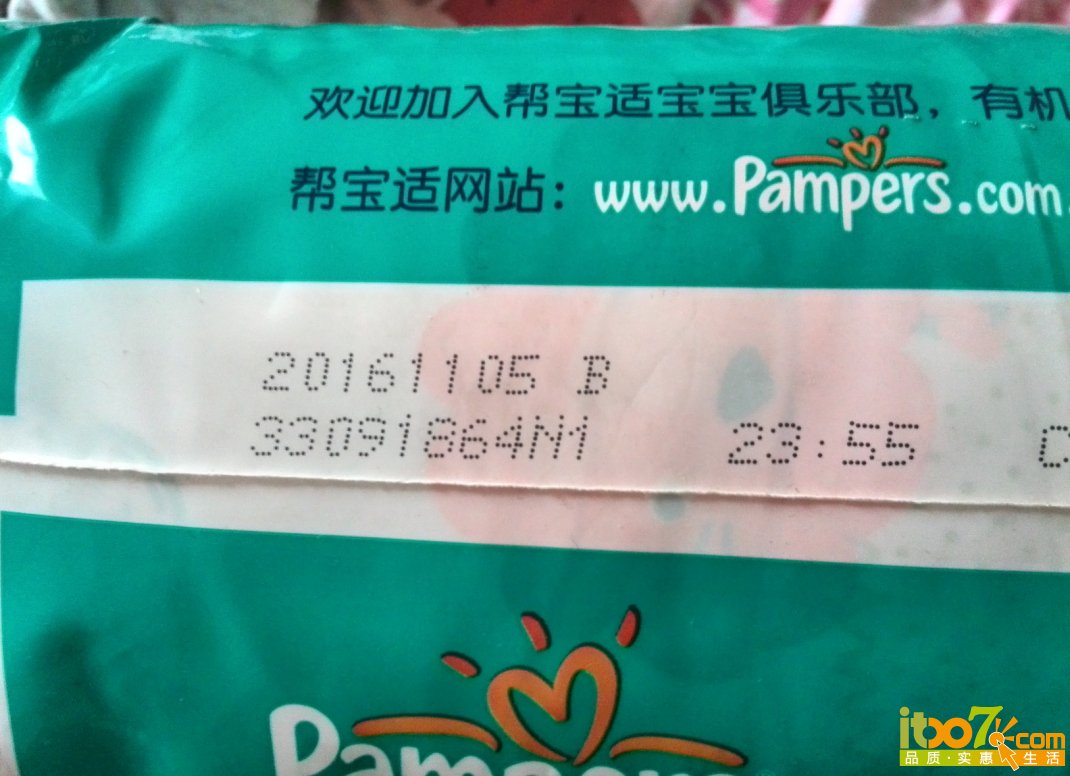 欢迎加入帮宝适宝宝俱乐部，有机
帮宝适网站：www.Pampers.com.
20161105 B
33091864N1 23:55 C
Pampers
itbo7.com
品质·实惠·生活